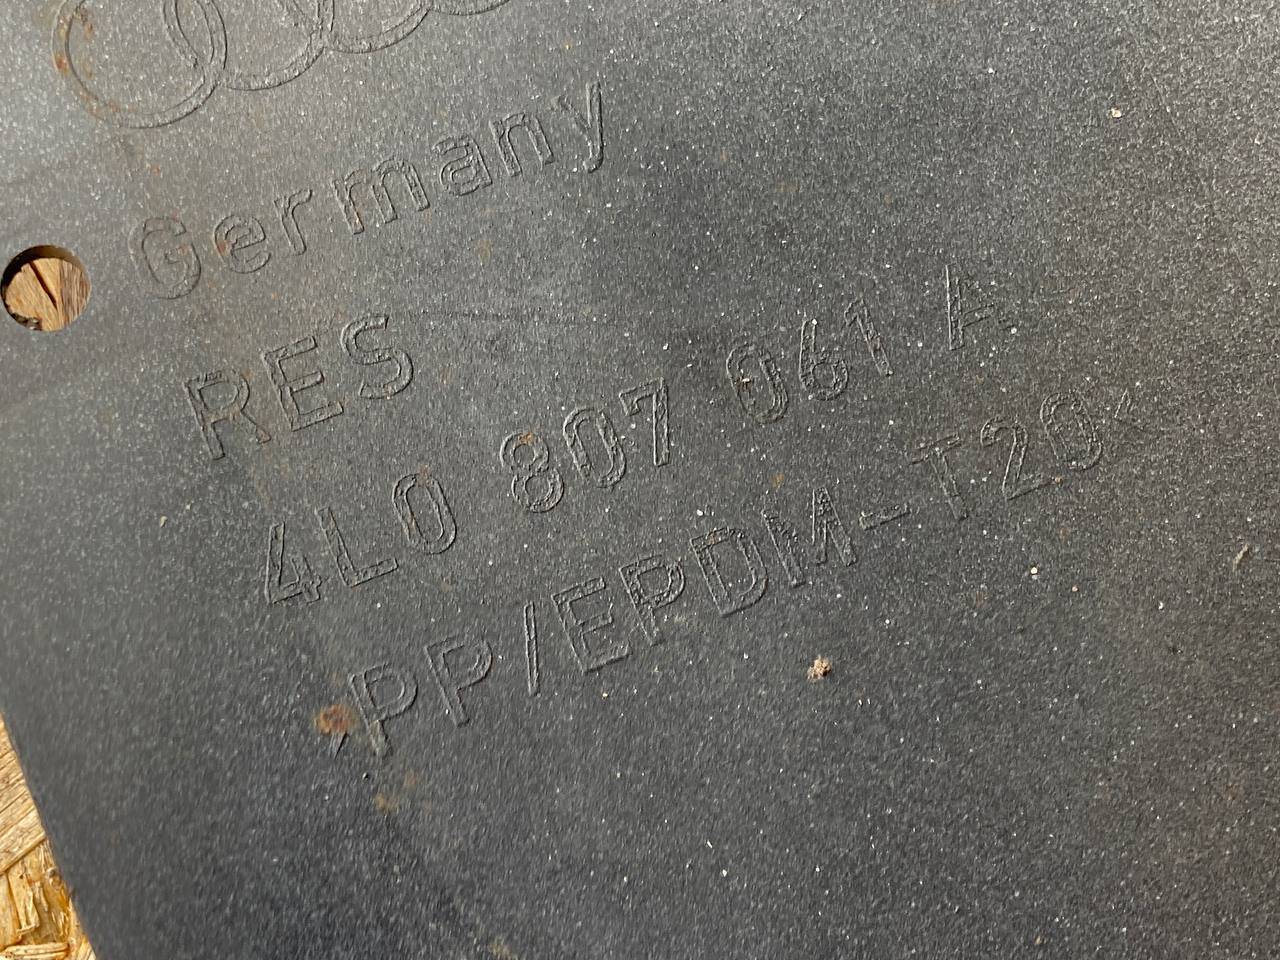 Germany
RES
4L0 807 061 A
>PP/EPDM-T20<